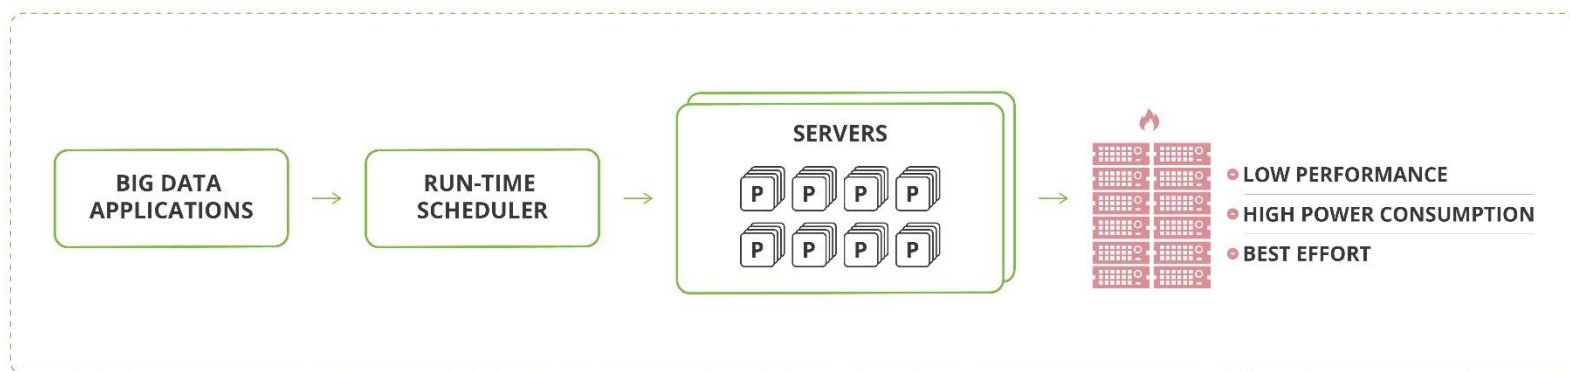 BIG DATA
APPLICATIONS
RUN-TIME
SCHEDULER
SERVERS
P P P P
P P P P
LOW PERFORMANCE
HIGH POWER CONSUMPTION
BEST EFFORT